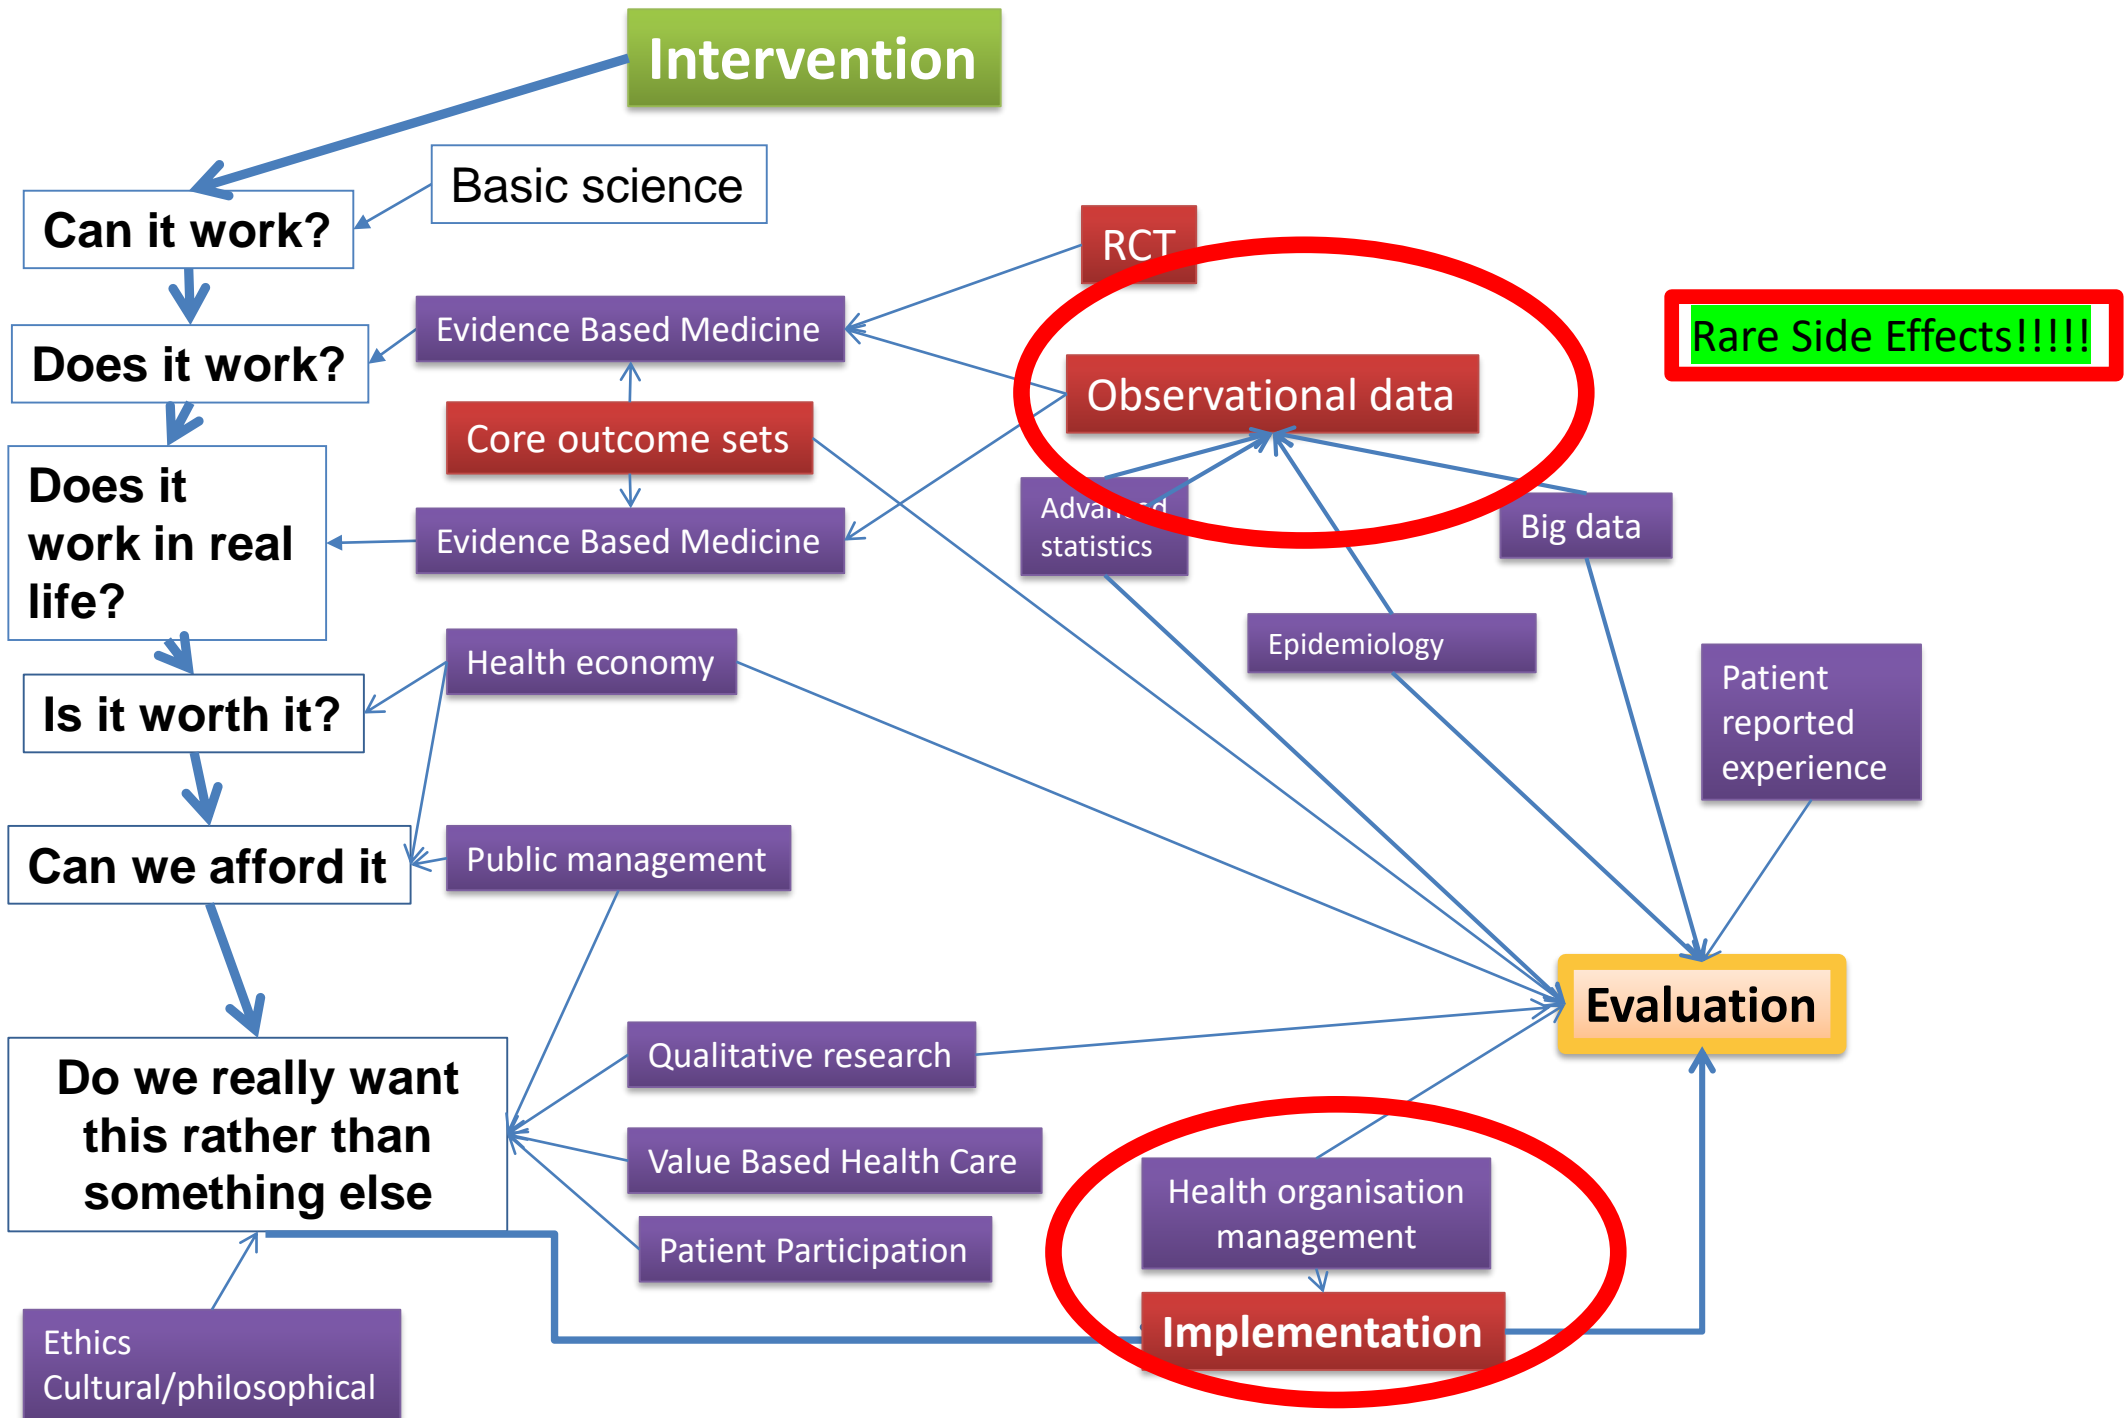 Intervention
Basic science
Can it work?
RCT
Evidence Based Medicine
Rare Side Effects!!!!!
Does it work?
Observational data
Core outcome sets
Does it
work in real
life?
Advanced
statistics
Big data
Evidence Based Medicine
Epidemiology
Health economy
Patient
reported
experience
Is it worth it?
Can we afford it
Public management
Evaluation
Qualitative research
Do we really want
this rather than
something else
Value Based Health Care
Health organisation
management
Patient Participation
Implementation
Ethics
Cultural/philosophical